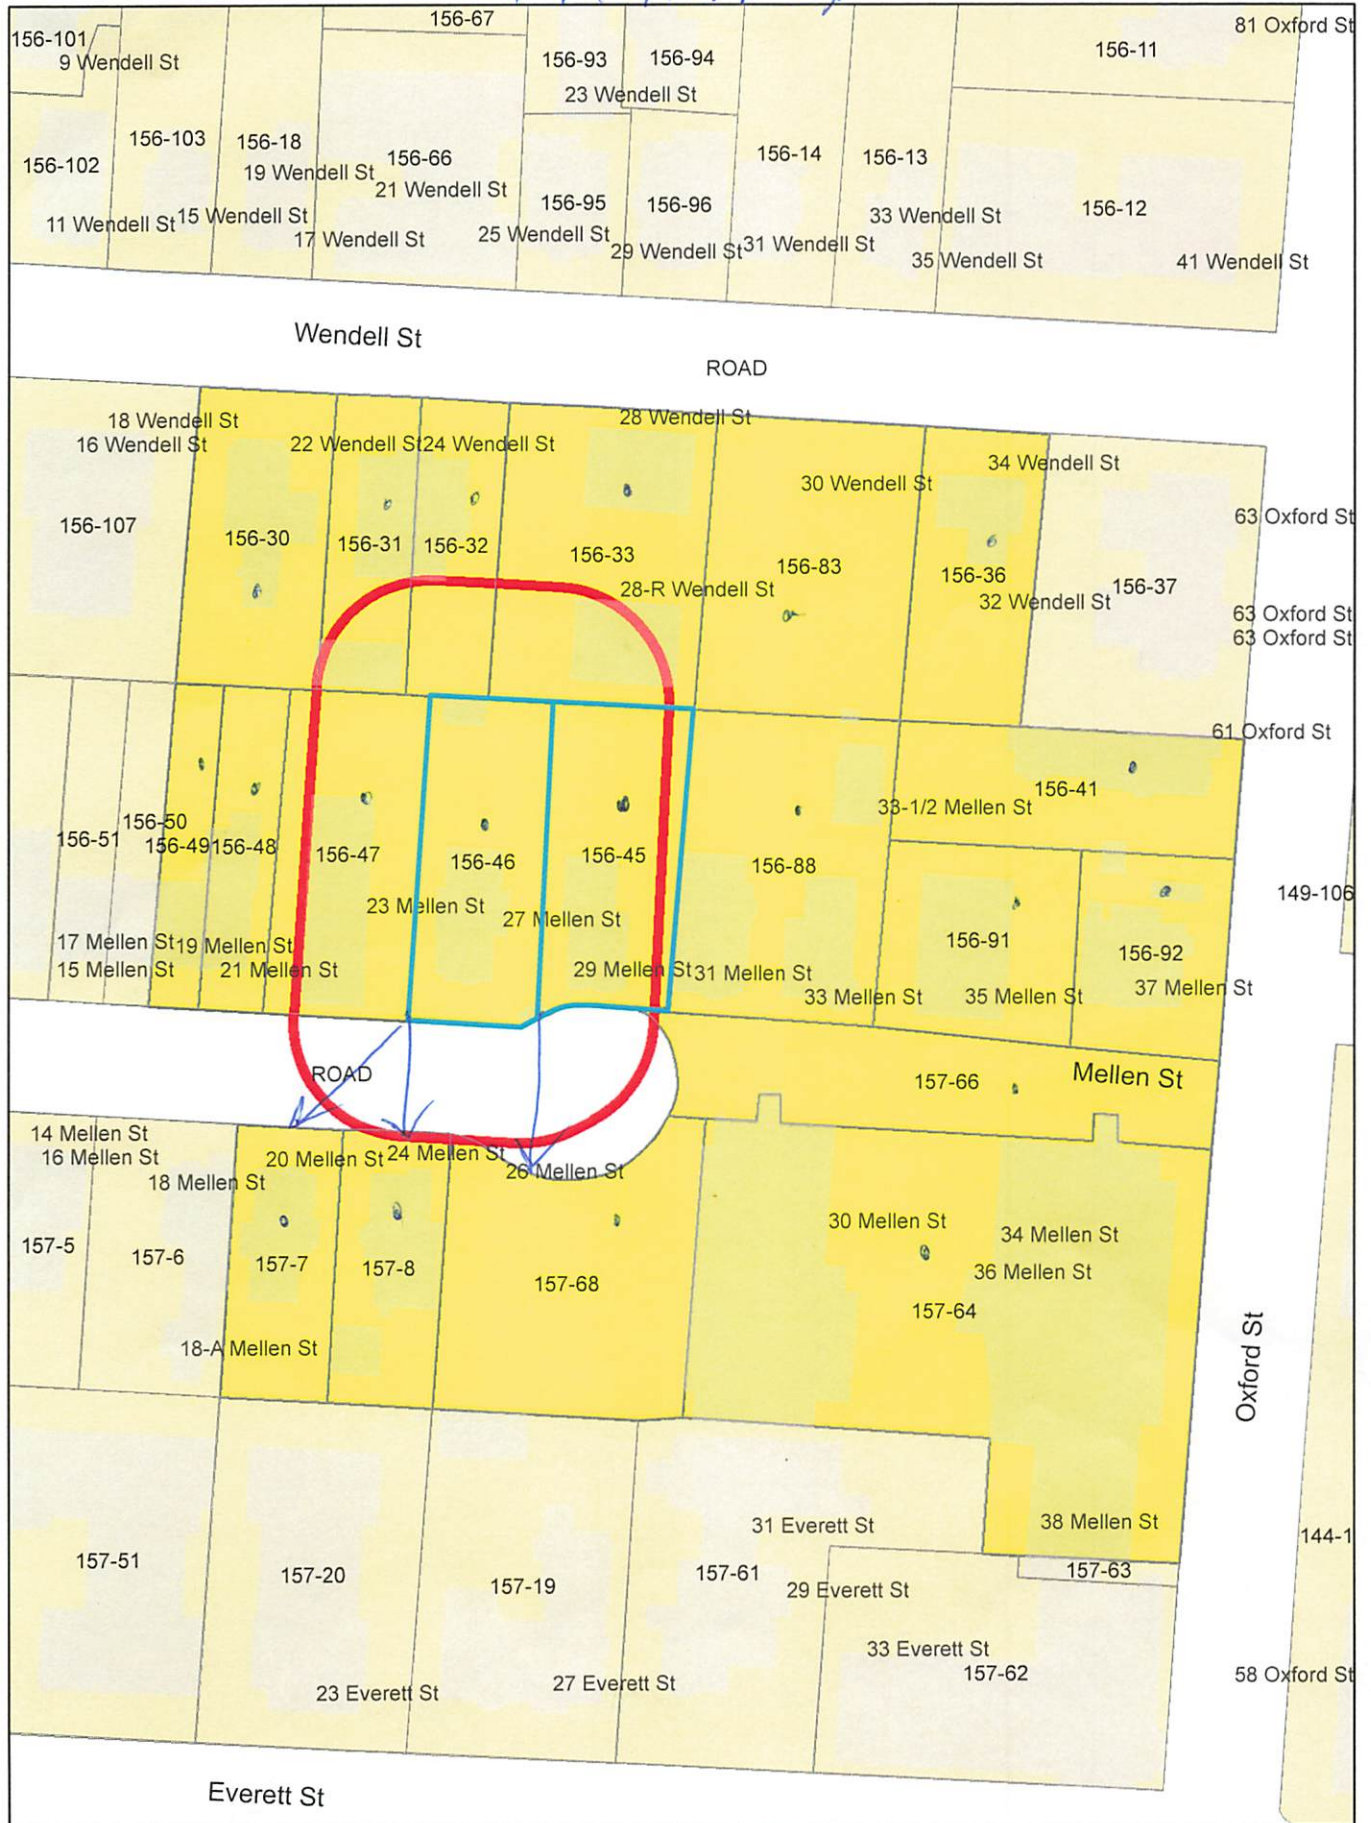 156-67
81 Oxford St
156-101
9 Wendell St
156-93
156-94
156-11
23 Wendell St
156-103
156-18
156-66
156-14
156-13
156-102
19 Wendell St
21 Wendell St
156-95
156-96
156-12
11 Wendell St
15 Wendell St
17 Wendell St
25 Wendell St
29 Wendell St
31 Wendell St
33 Wendell St
35 Wendell St
41 Wendell St
Wendell St
ROAD
18 Wendell St
16 Wendell St
22 Wendell St
24 Wendell St
28 Wendell St
34 Wendell St
30 Wendell St
63 Oxford St
156-107
156-30
156-31
156-32
156-33
156-83
156-36
156-37
28-R Wendell St
32 Wendell St
63 Oxford St
63 Oxford St
61 Oxford St
156-41
33-1/2 Mellen St
156-51
156-50
156-49
156-48
156-47
156-46
156-45
156-88
149-106
23 Mellen St
27 Mellen St
156-91
156-92
17 Mellen St
19 Mellen St
15 Mellen St
21 Mellen St
29 Mellen St
31 Mellen St
33 Mellen St
35 Mellen St
37 Mellen St
ROAD
157-66
Mellen St
14 Mellen St
16 Mellen St
18 Mellen St
20 Mellen St
24 Mellen St
26 Mellen St
30 Mellen St
34 Mellen St
157-5
157-6
157-7
157-8
157-68
36 Mellen St
157-64
18-A Mellen St
Oxford St
31 Everett St
38 Mellen St
144-1
157-51
157-20
157-19
157-61
157-63
29 Everett St
33 Everett St
157-62
58 Oxford St
23 Everett St
27 Everett St
Everett St